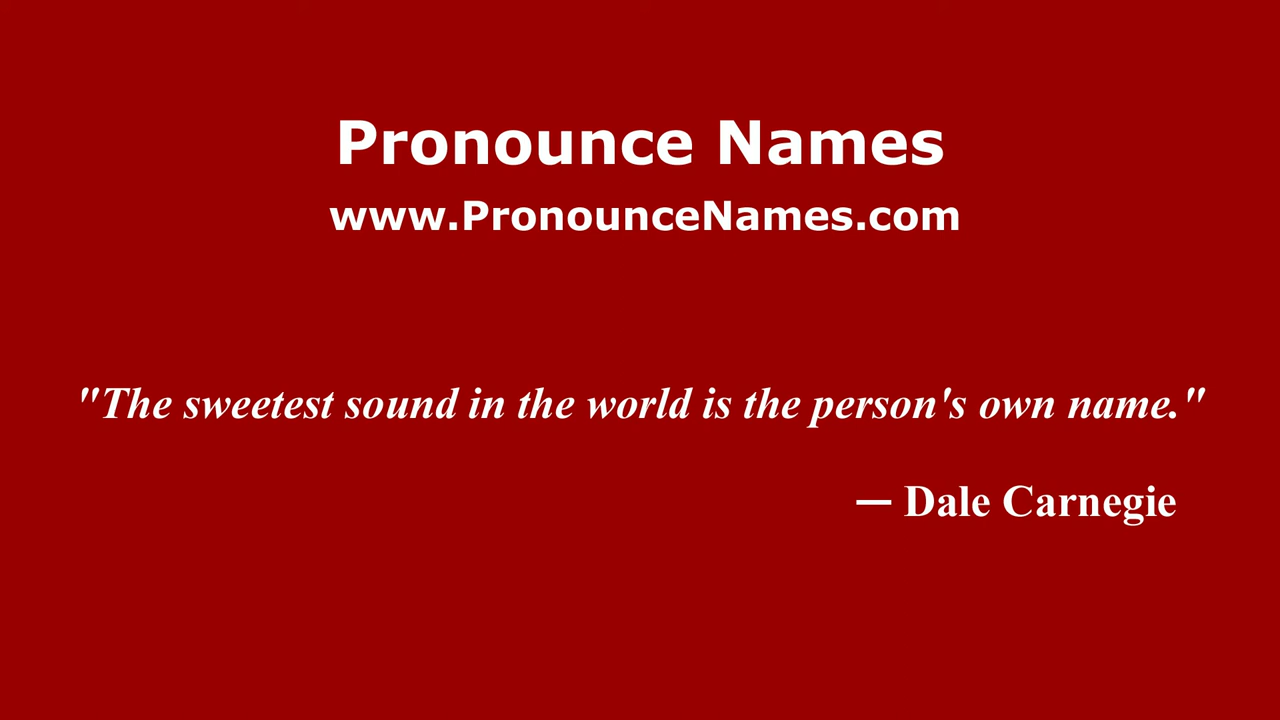 Pronounce Names
www.PronounceNames.com
"The sweetest sound in the world is the person's own name."
— Dale Carnegie